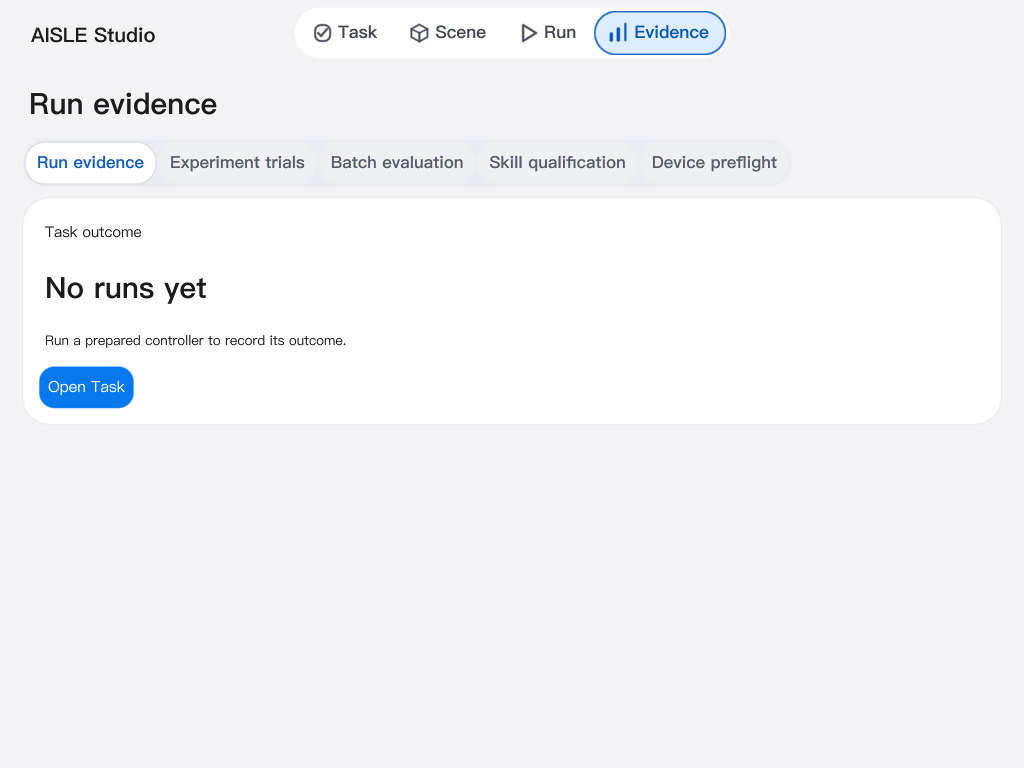 AISLE Studio
Task
Scene
Run
Evidence
Run evidence
Run evidence
Experiment trials
Batch evaluation
Skill qualification
Device preflight
Task outcome
No runs yet
Run a prepared controller to record its outcome.
Open Task